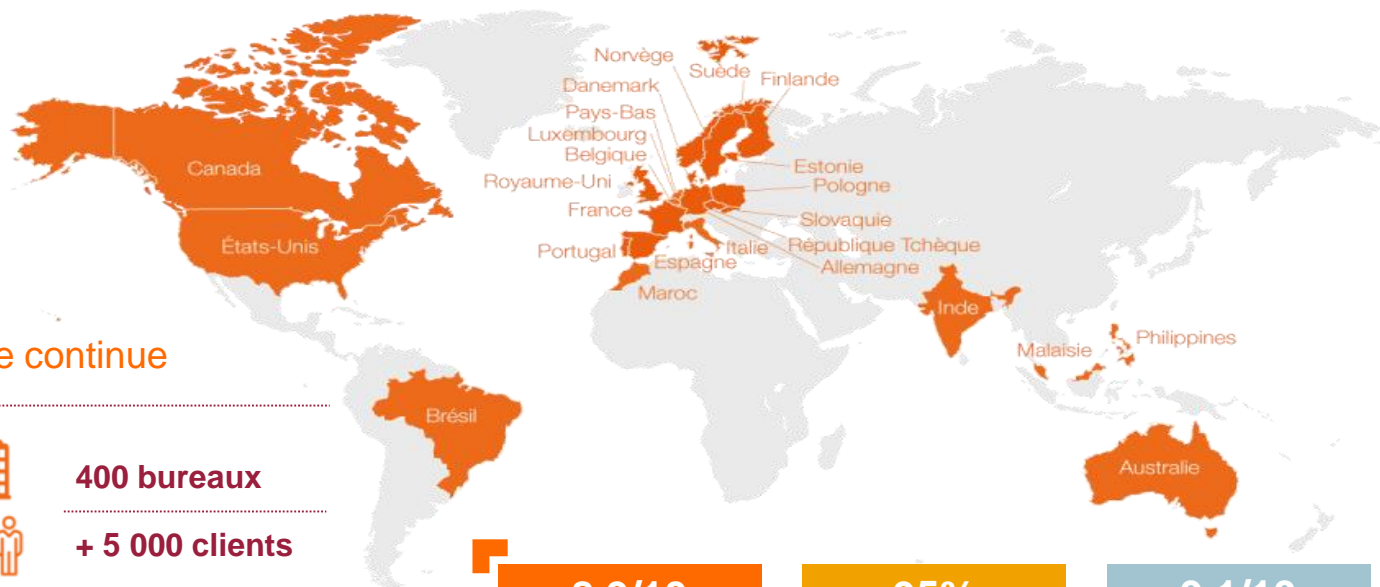 Norvège
Suède
Finlande
Danemark
Pays-Bas
Luxembourg
Belgique
Royaume-Uni
France
Portugal
Espagne
Maroc
Italie
Estonie
Pologne
Slovaquie
République Tchèque
Allemagne
Canada
États-Unis
Brésil
Inde
Malaisie
Philippines
Australie
e continue
400 bureaux
+ 5 000 clients